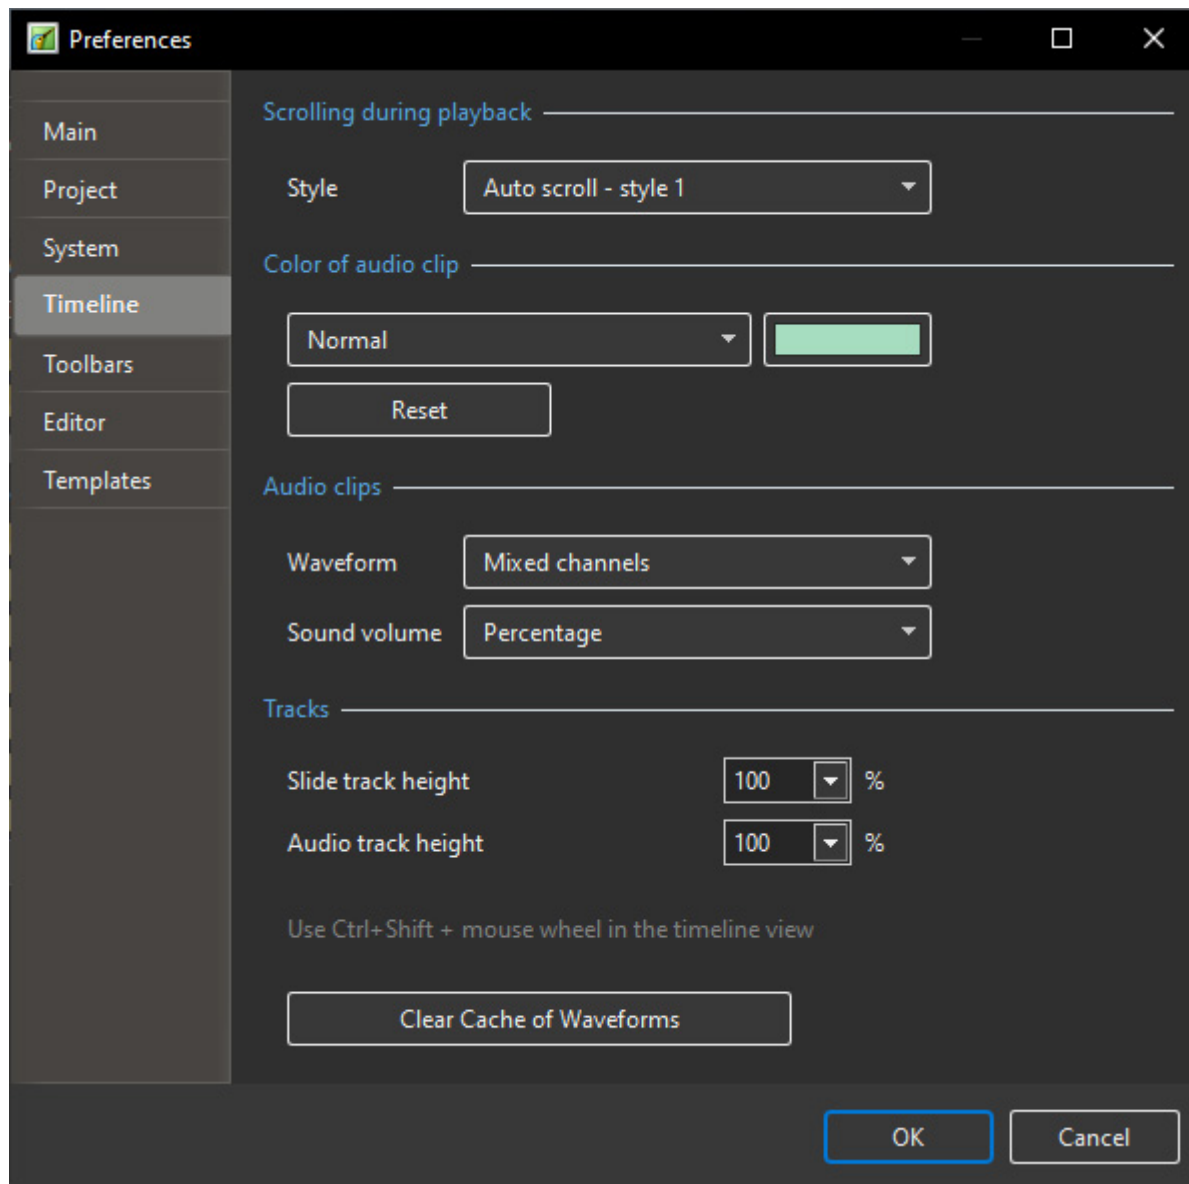 Preferences
Main
Project
System
Timeline
Toolbars
Editor
Templates
Scrolling during playback
Style Auto scroll - style 1
Color of audio clip
Normal
Reset
Audio clips
Waveform Mixed channels
Sound volume Percentage
Tracks
Slide track height 100 %
Audio track height 100 %
Use Ctrl+Shift + mouse wheel in the timeline view
Clear Cache of Waveforms
OK Cancel